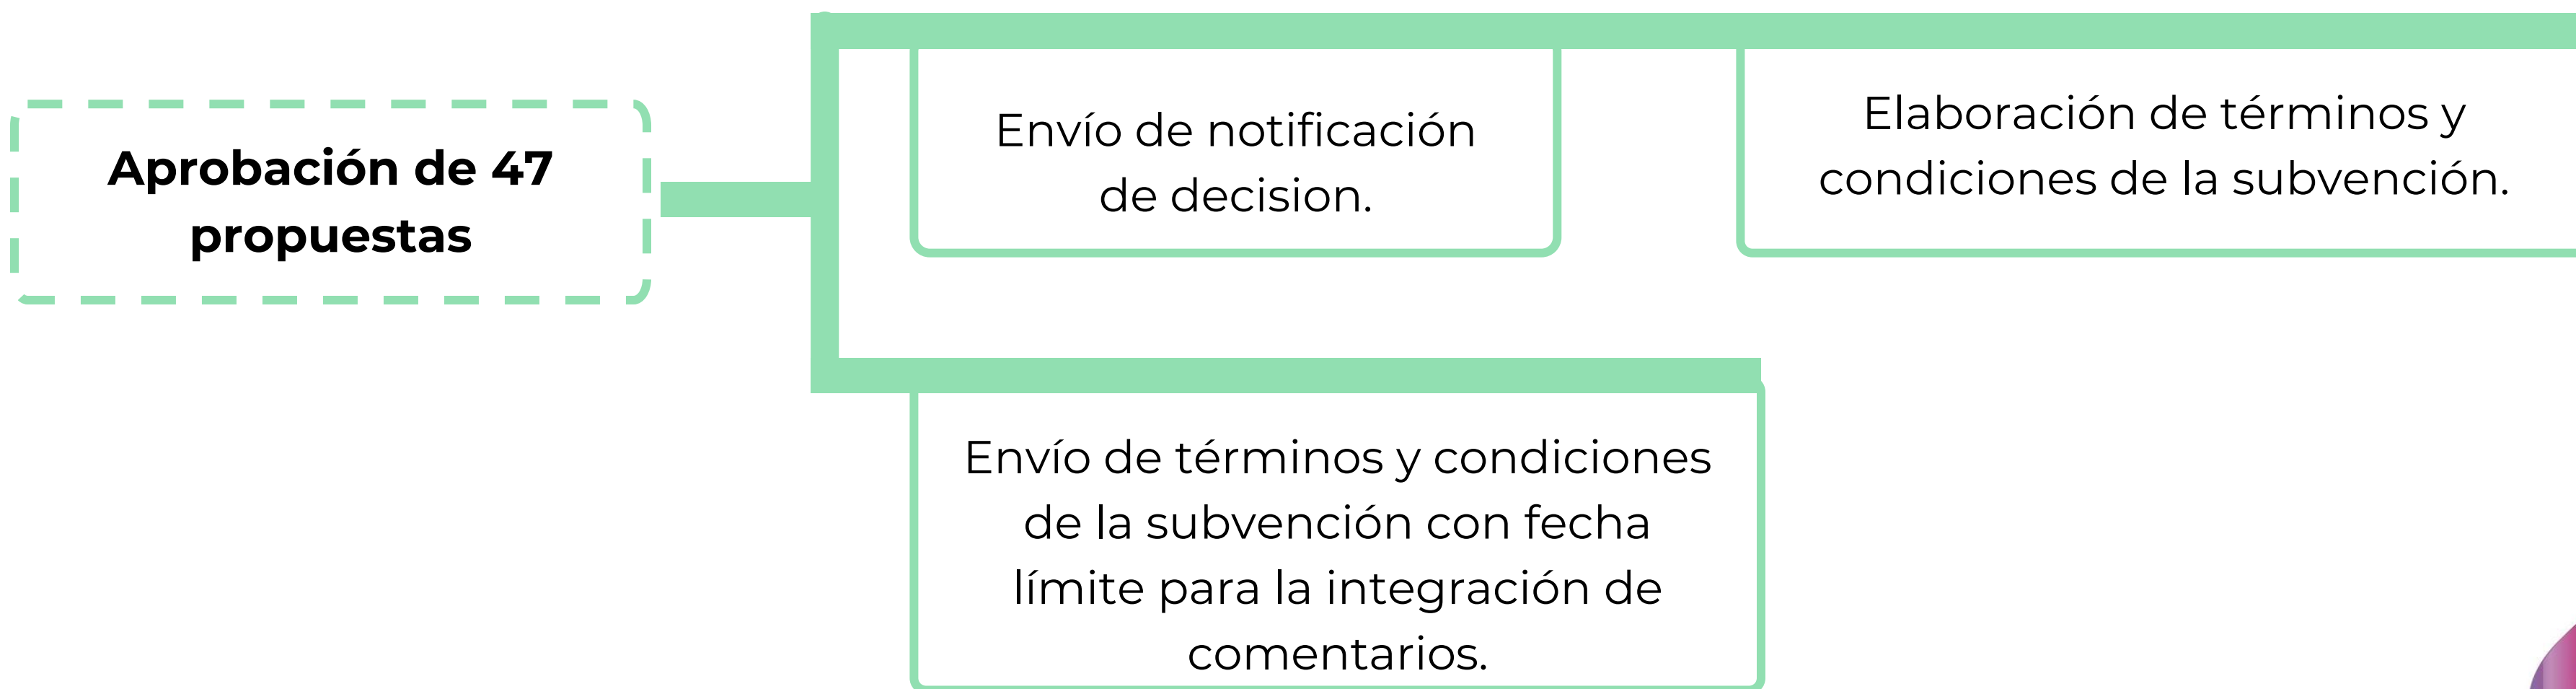 Aprobación de 47
propuestas
Envío de notificación
de decision.
Elaboración de términos y
condiciones de la subvención.
Envío de términos y condiciones
de la subvención con fecha
límite para la integración de
comentarios.